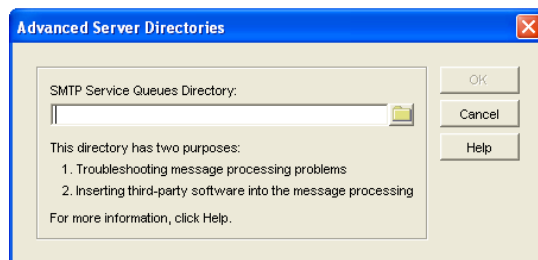 Advanced Server Directories
SMTP Service Queues Directory:
OK
Cancel
Help
This directory has two purposes:
1. Troubleshooting message processing problems
2. Inserting third-party software into the message processing
For more information, click Help.